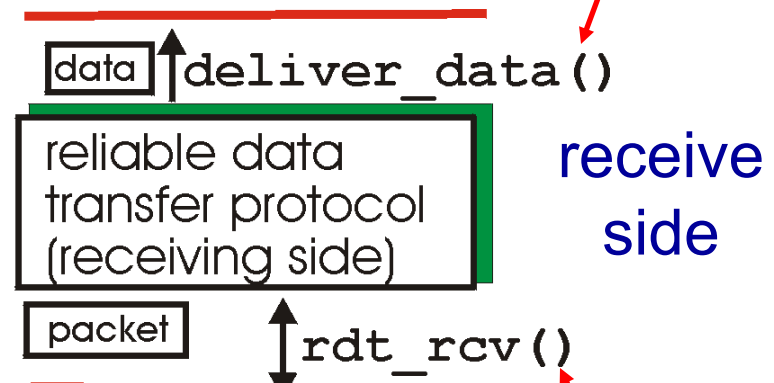 data deliver_data()
reliable data
transfer protocol
(receiving side)
receive
side
packet
rdt_rcv()